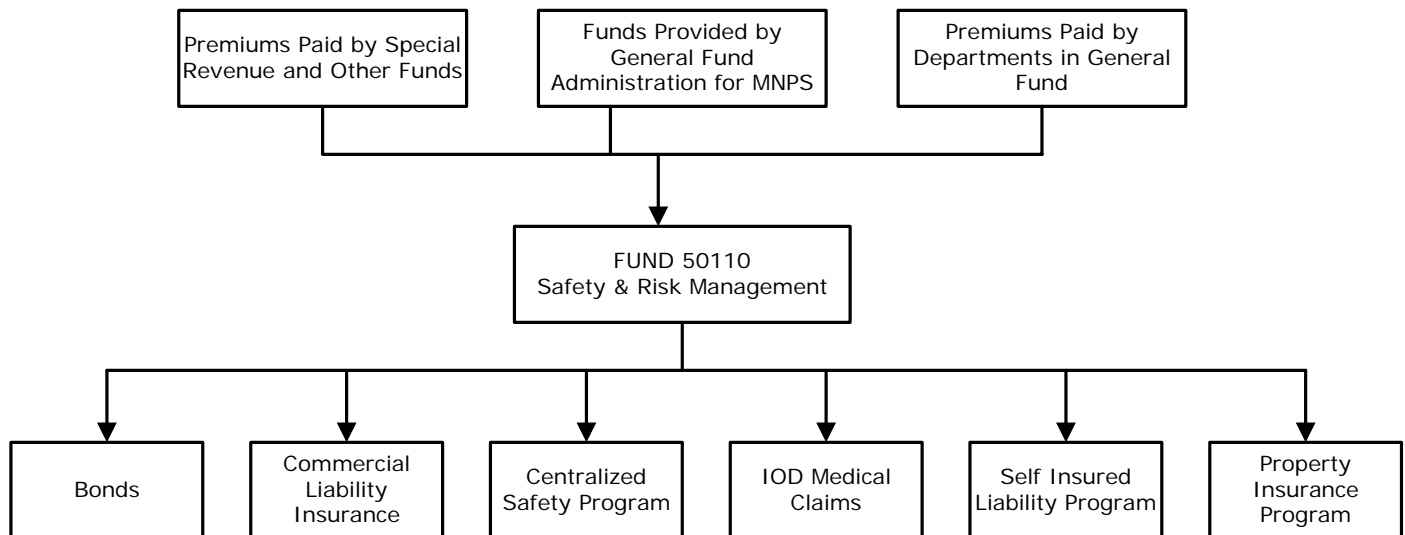 Premiums Paid by Special
Revenue and Other Funds
Funds Provided by
General Fund
Administration for MNPS
Premiums Paid by
Departments in General
Fund
FUND 50110
Safety & Risk Management
Bonds
Commercial
Liability
Insurance
Centralized
Safety Program
IOD Medical
Claims
Self Insured
Liability Program
Property
Insurance
Program